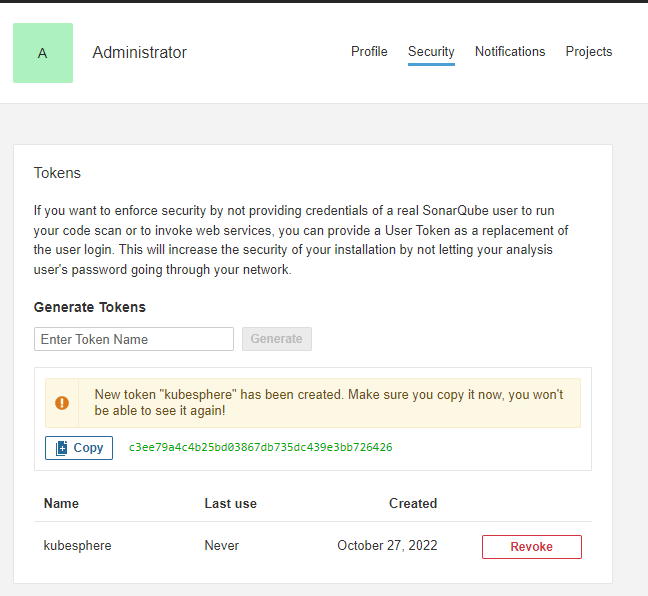 A
Administrator
Profile Security Notifications Projects
Tokens
If you want to enforce security by not providing credentials of a real SonarQube user to run
your code scan or to invoke web services, you can provide a User Token as a replacement of
the user login. This will increase the security of your installation by not letting your analysis
user's password going through your network.
Generate Tokens
Enter Token Name Generate
New token "kubesphere" has been created. Make sure you copy it now, you won't
be able to see it again!
Copy c3ee79a4c4b25bd03867db735dc439e3bb726426
Name Last use Created
kubesphere Never October 27, 2022 Revoke